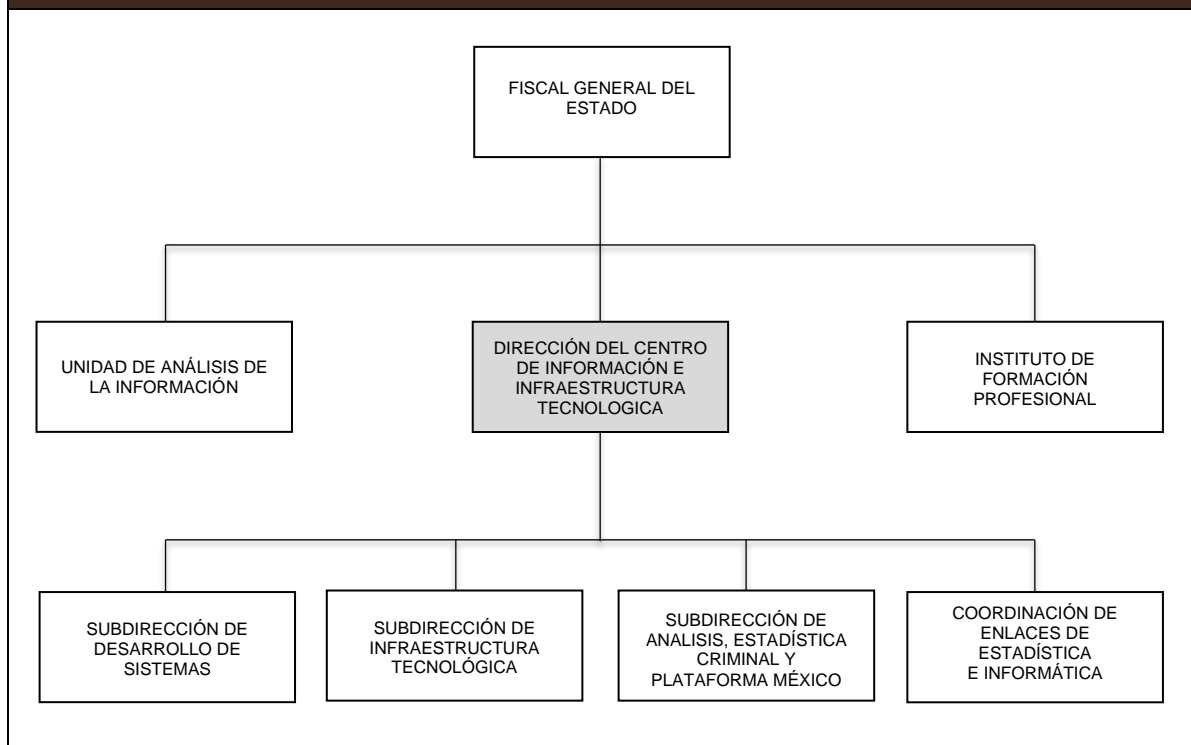 FISCAL GENERAL DEL
ESTADO
UNIDAD DE ANÁLISIS DE
LA INFORMACIÓN
DIRECCIÓN DEL CENTRO
DE INFORMACIÓN E
INFRAESTRUCTURA
TECNOLOGICA
INSTITUTO DE
FORMACIÓN
PROFESIONAL
SUBDIRECCIÓN DE
DESARROLLO DE
SISTEMAS
SUBDIRECCIÓN DE
INFRAESTRUCTURA
TECNOLÓGICA
SUBDIRECCIÓN DE
ANALISIS, ESTADÍSTICA
CRIMINAL Y
PLATAFORMA MÉXICO
COORDINACIÓN DE
ENLACES DE
ESTADÍSTICA
E INFORMÁTICA